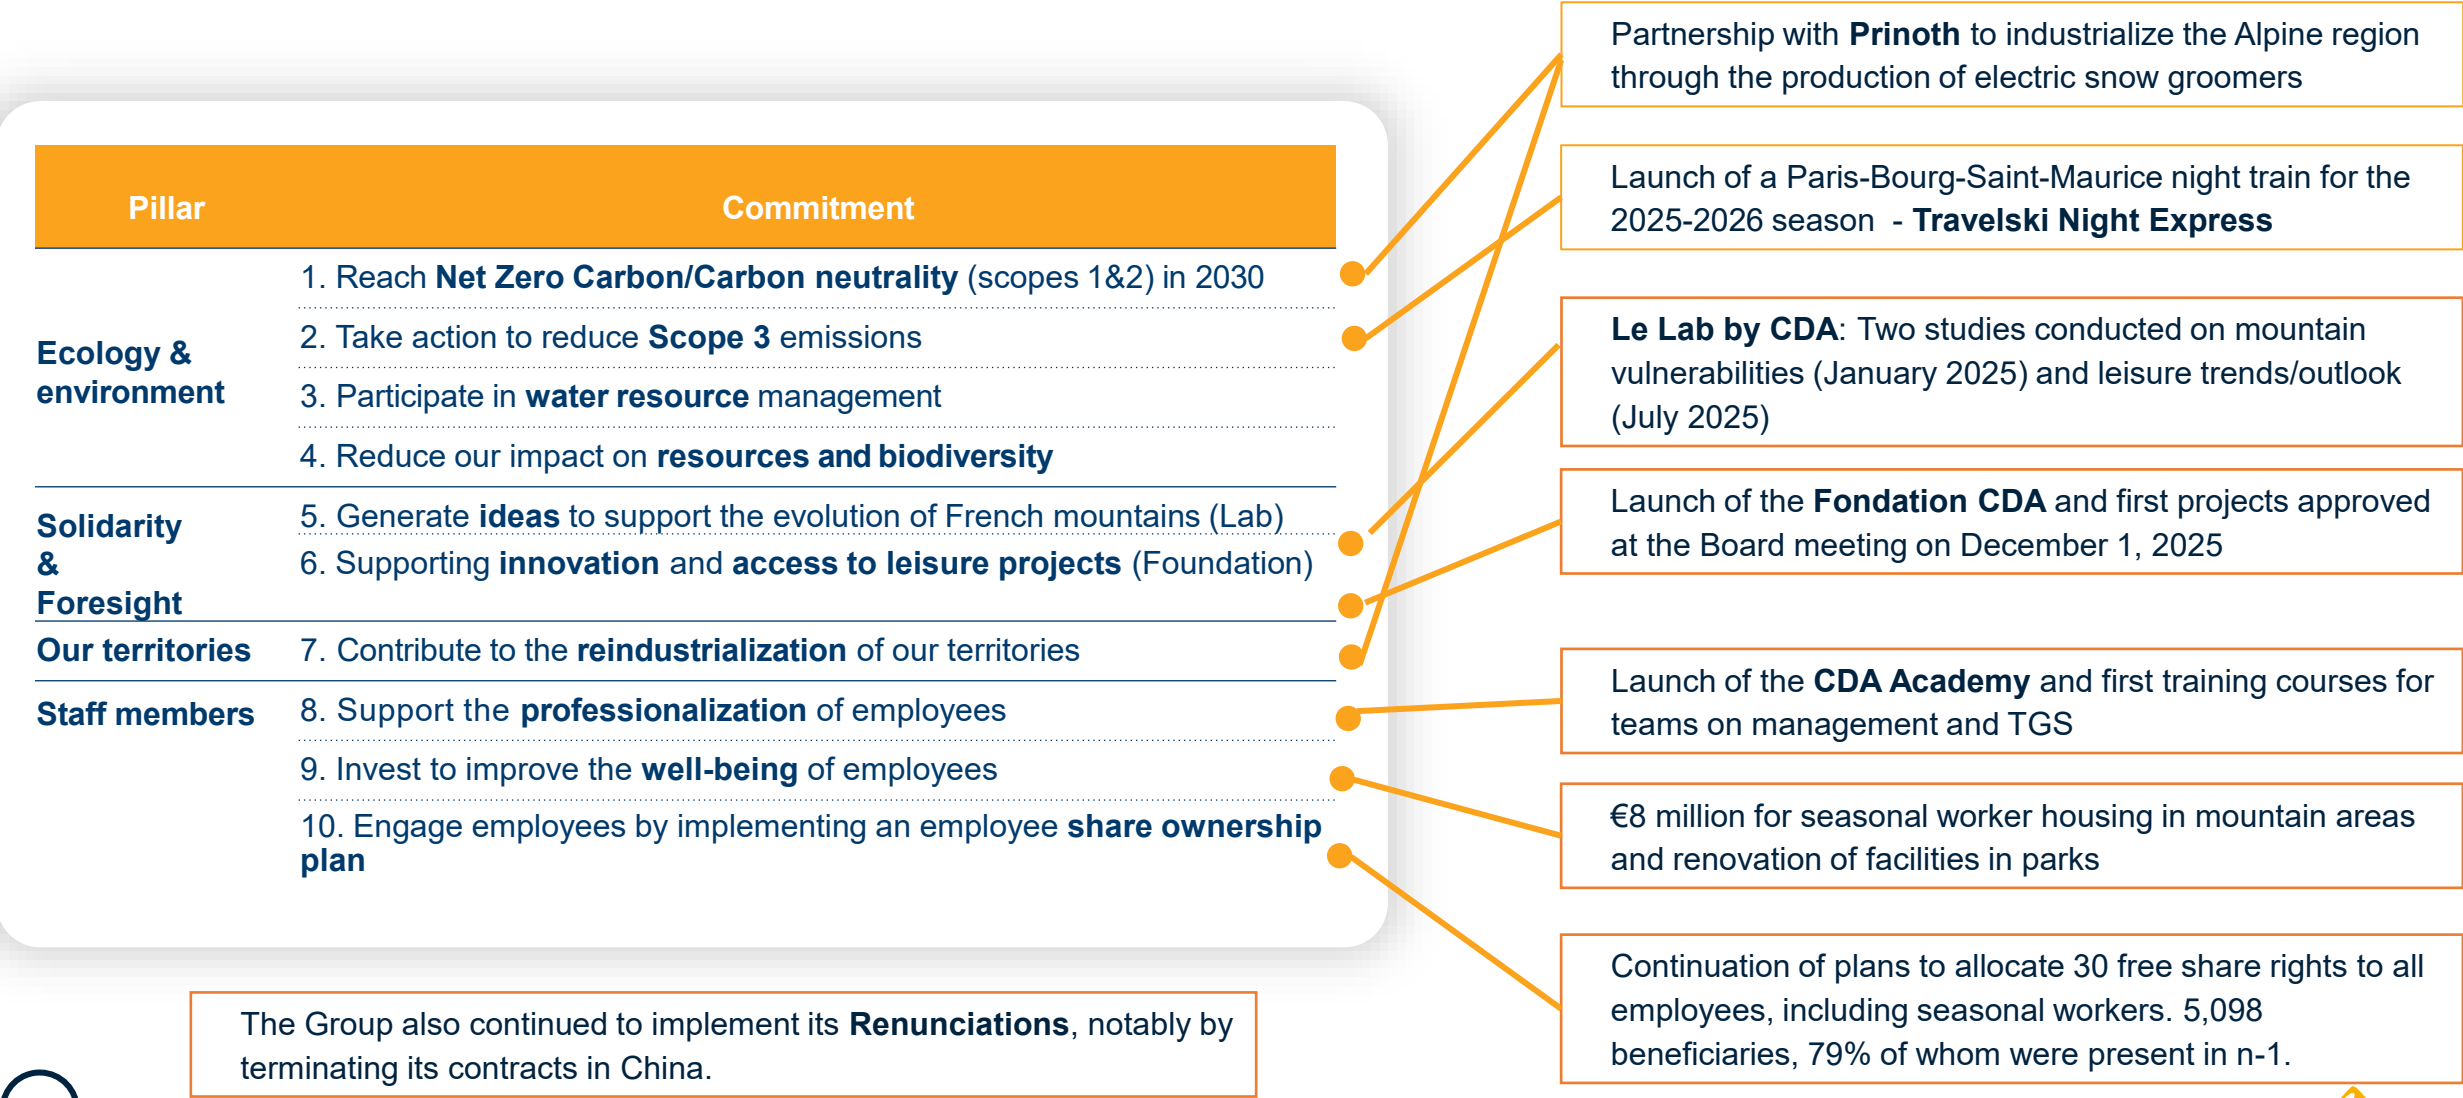 Partnership with Prinoth to industrialize the Alpine region
through the production of electric snow groomers
Pillar
Commitment
Launch of a Paris-Bourg-Saint-Maurice night train for the
2025-2026 season - Travelski Night Express
Ecology &
environment
1. Reach Net Zero Carbon/Carbon neutrality (scopes 1&2) in 2030
2. Take action to reduce Scope 3 emissions
3. Participate in water resource management
4. Reduce our impact on resources and biodiversity
Le Lab by CDA: Two studies conducted on mountain
vulnerabilities (January 2025) and leisure trends/outlook
(July 2025)
Solidarity
&
Foresight
5. Generate ideas to support the evolution of French mountains (Lab)
6. Supporting innovation and access to leisure projects (Foundation)
Launch of the Fondation CDA and first projects approved
at the Board meeting on December 1, 2025
Our territories
7. Contribute to the reindustrialization of our territories
Staff members
8. Support the professionalization of employees
9. Invest to improve the well-being of employees
10. Engage employees by implementing an employee share ownership
plan
Launch of the CDA Academy and first training courses for
teams on management and TGS
€8 million for seasonal worker housing in mountain areas
and renovation of facilities in parks
Continuation of plans to allocate 30 free share rights to all
employees, including seasonal workers. 5,098
beneficiaries, 79% of whom were present in n-1.
The Group also continued to implement its Renunciations, notably by
terminating its contracts in China.